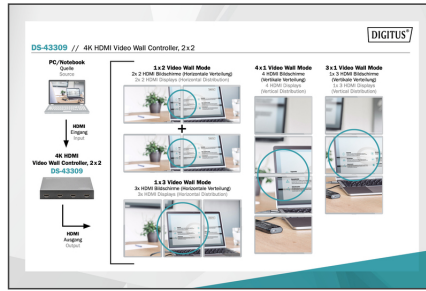 DIGITUS®
DS-43309 // 4K HDMI Video Wall Controller, 2x2
PC/Notebook
Quelle
Source
HDMI
Eingang
Input
4K HDMI
Video Wall Controller, 2x2
DS-43309
HDMI
Ausgang
Output
1x2 Video Wall Mode
2x 2 HDMI Bildschirme (Horizontale Verteilung)
2x 2 HDMI Displays (Horizontal Distribution)
+
1x3 Video Wall Mode
3x HDMI Bildschirme (Horizontale Verteilung)
3x HDMI Displays (Horizontal Distribution)
4x1 Video Wall Mode
4 HDMI Bildschirme
(Vertikale Verteilung)
4 HDMI Displays
(Vertical Distribution)
3x1 Video Wall Mode
1x 3 HDMI Bildschirme
(Vertikale Verteilung)
1x 3 HDMI Displays
(Vertical Distribution)